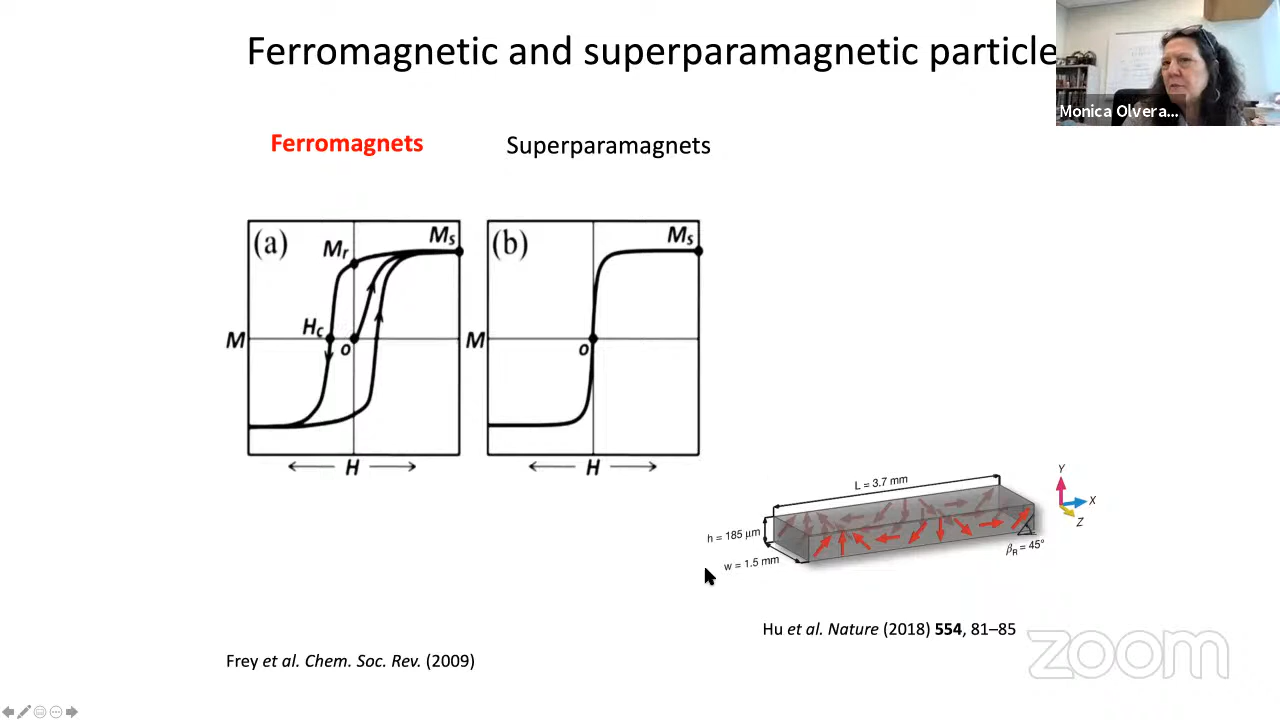 Ferromagnetic and superparamagnetic particle
Monica Olvera...
Ferromagnets
Superparamagnets
(a)
Mr
Ms
Hc
o
M
H
(b)
Ms
o
M
H
L = 3.7 mm
h = 185 μm
w = 1.5 mm
βR = 45°
Y
X
Z
Hu et al. Nature (2018) 554, 81–85
Frey et al. Chem. Soc. Rev. (2009)
zoom